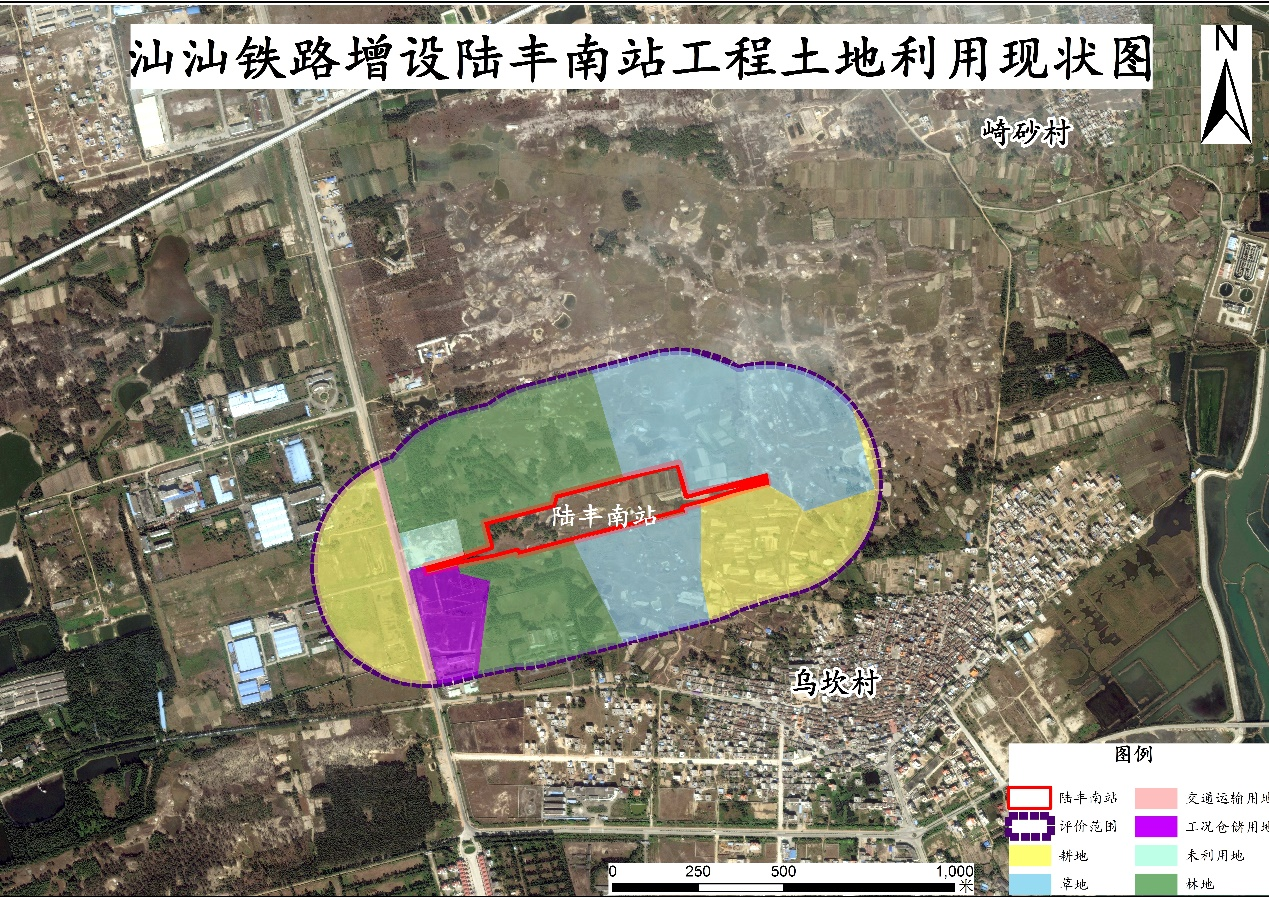 汕汕铁路增设陆丰南站工程土地利用现状图
N
崎砂村
陆丰南站
乌坎村
图例
陆丰南站
交通运输用地
评价范围
工况仓储用地
耕地
未利用地
草地
林地
0 250 500 1,000
米